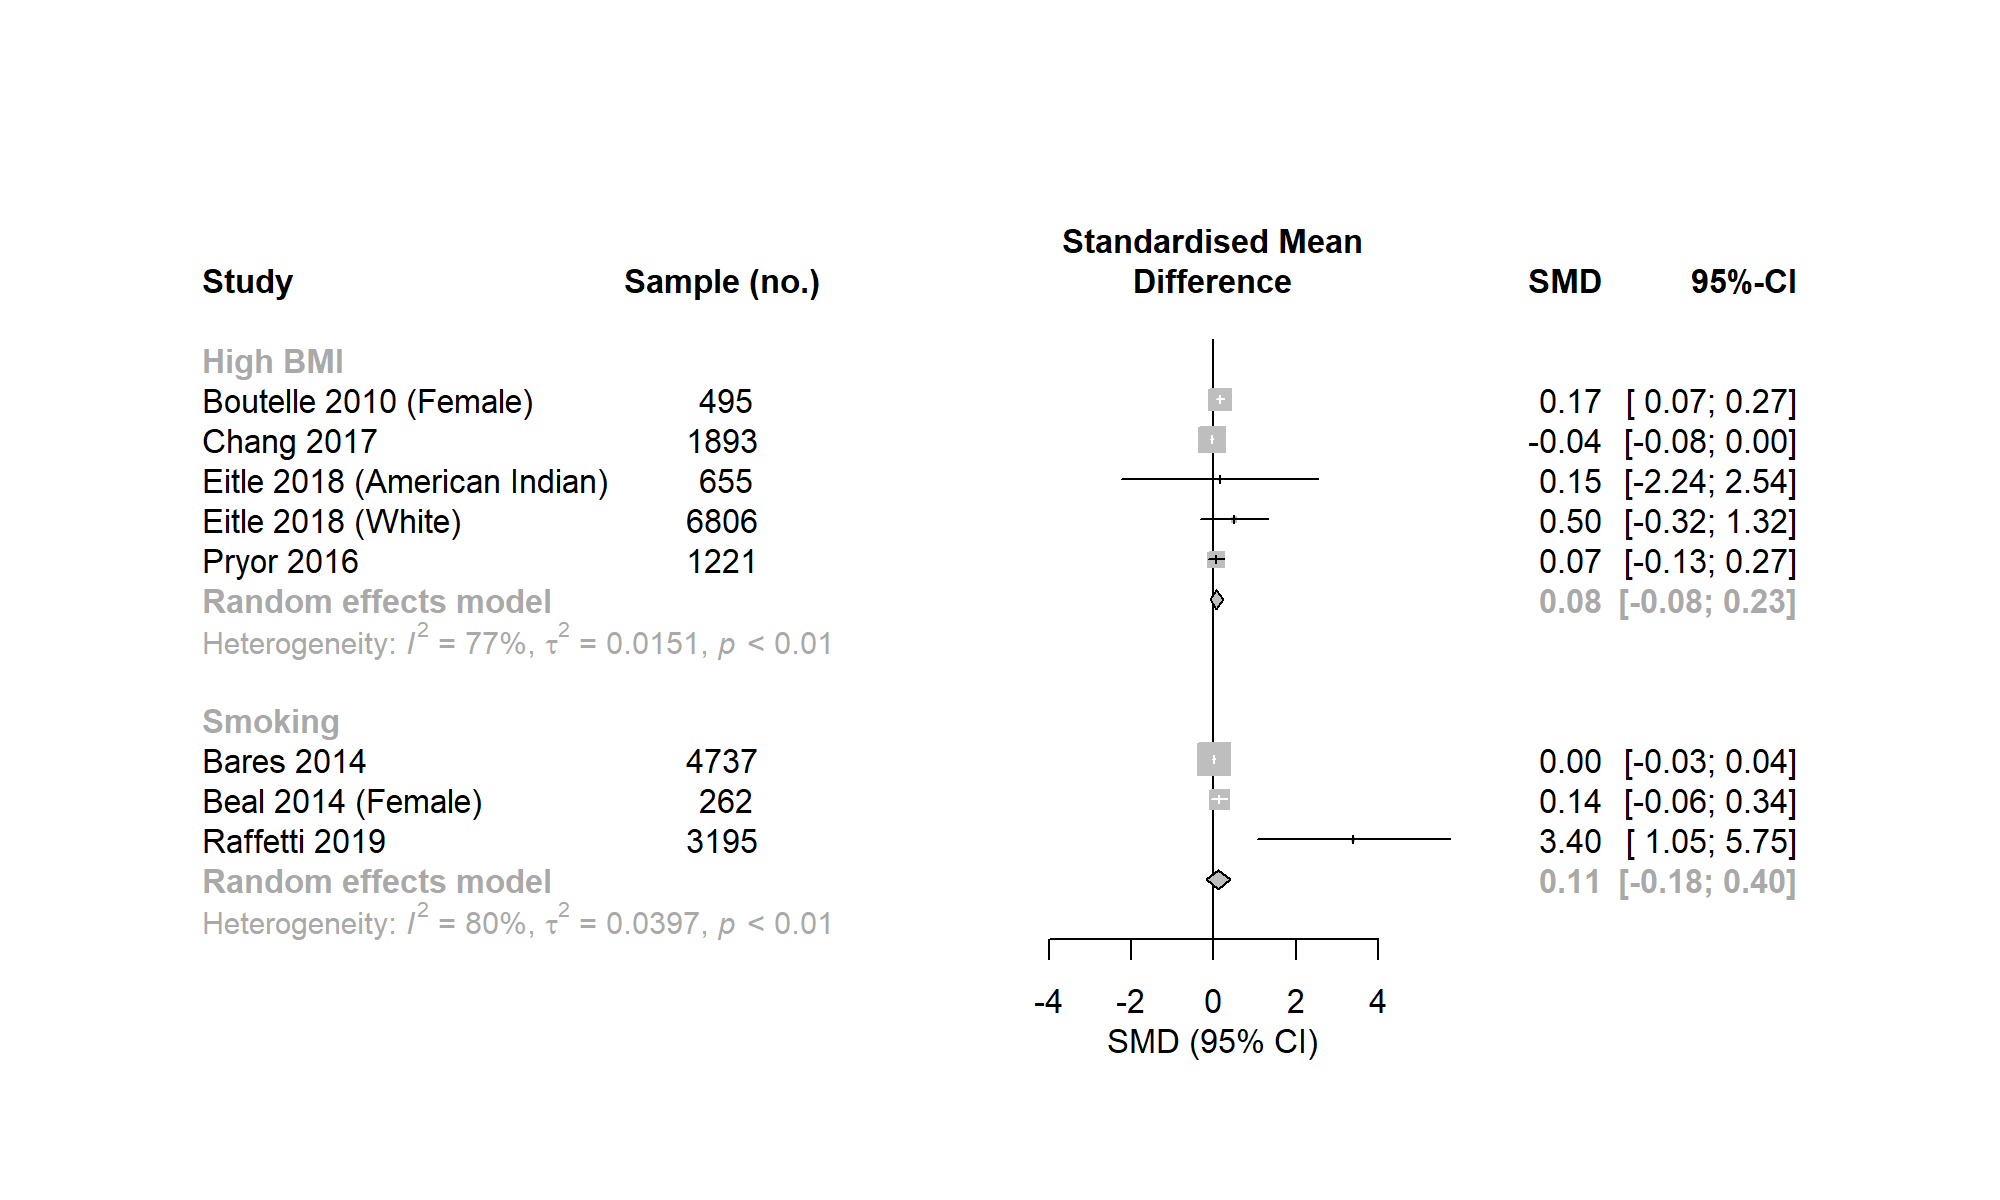 Standardised Mean
Study Sample (no.) Difference SMD 95%-CI
High BMI
Boutelle 2010 (Female) 495 0.17 [ 0.07; 0.27]
Chang 2017 1893 -0.04 [-0.08; 0.00]
Eitle 2018 (American Indian) 655 0.15 [-2.24; 2.54]
Eitle 2018 (White) 6806 0.50 [-0.32; 1.32]
Pryor 2016 1221 0.07 [-0.13; 0.27]
Random effects model 0.08 [-0.08; 0.23]
Heterogeneity: I² = 77%, τ² = 0.0151, p < 0.01
Smoking
Bares 2014 4737 0.00 [-0.03; 0.04]
Beal 2014 (Female) 262 0.14 [-0.06; 0.34]
Raffetti 2019 3195 3.40 [ 1.05; 5.75]
Random effects model 0.11 [-0.18; 0.40]
Heterogeneity: I² = 80%, τ² = 0.0397, p < 0.01
-4 -2 0 2 4
SMD (95% CI)